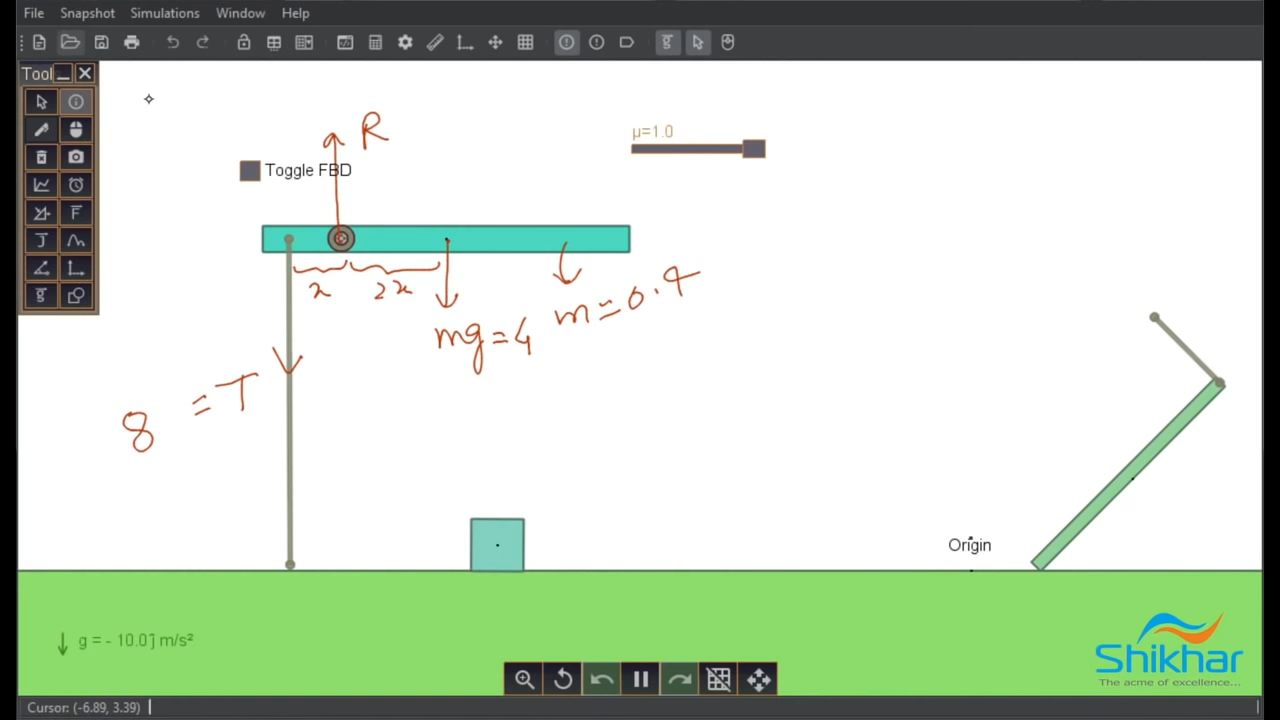 File Snapshot Simulations Window Help
Tool
μ=1.0
R
Toggle FBD
x 2x
mg=4
m=0.4
8 = T
Origin
g = - 10.0ĵ m/s²
Shikhar
The acme of excellence...
Cursor: (-6.89, 3.39)